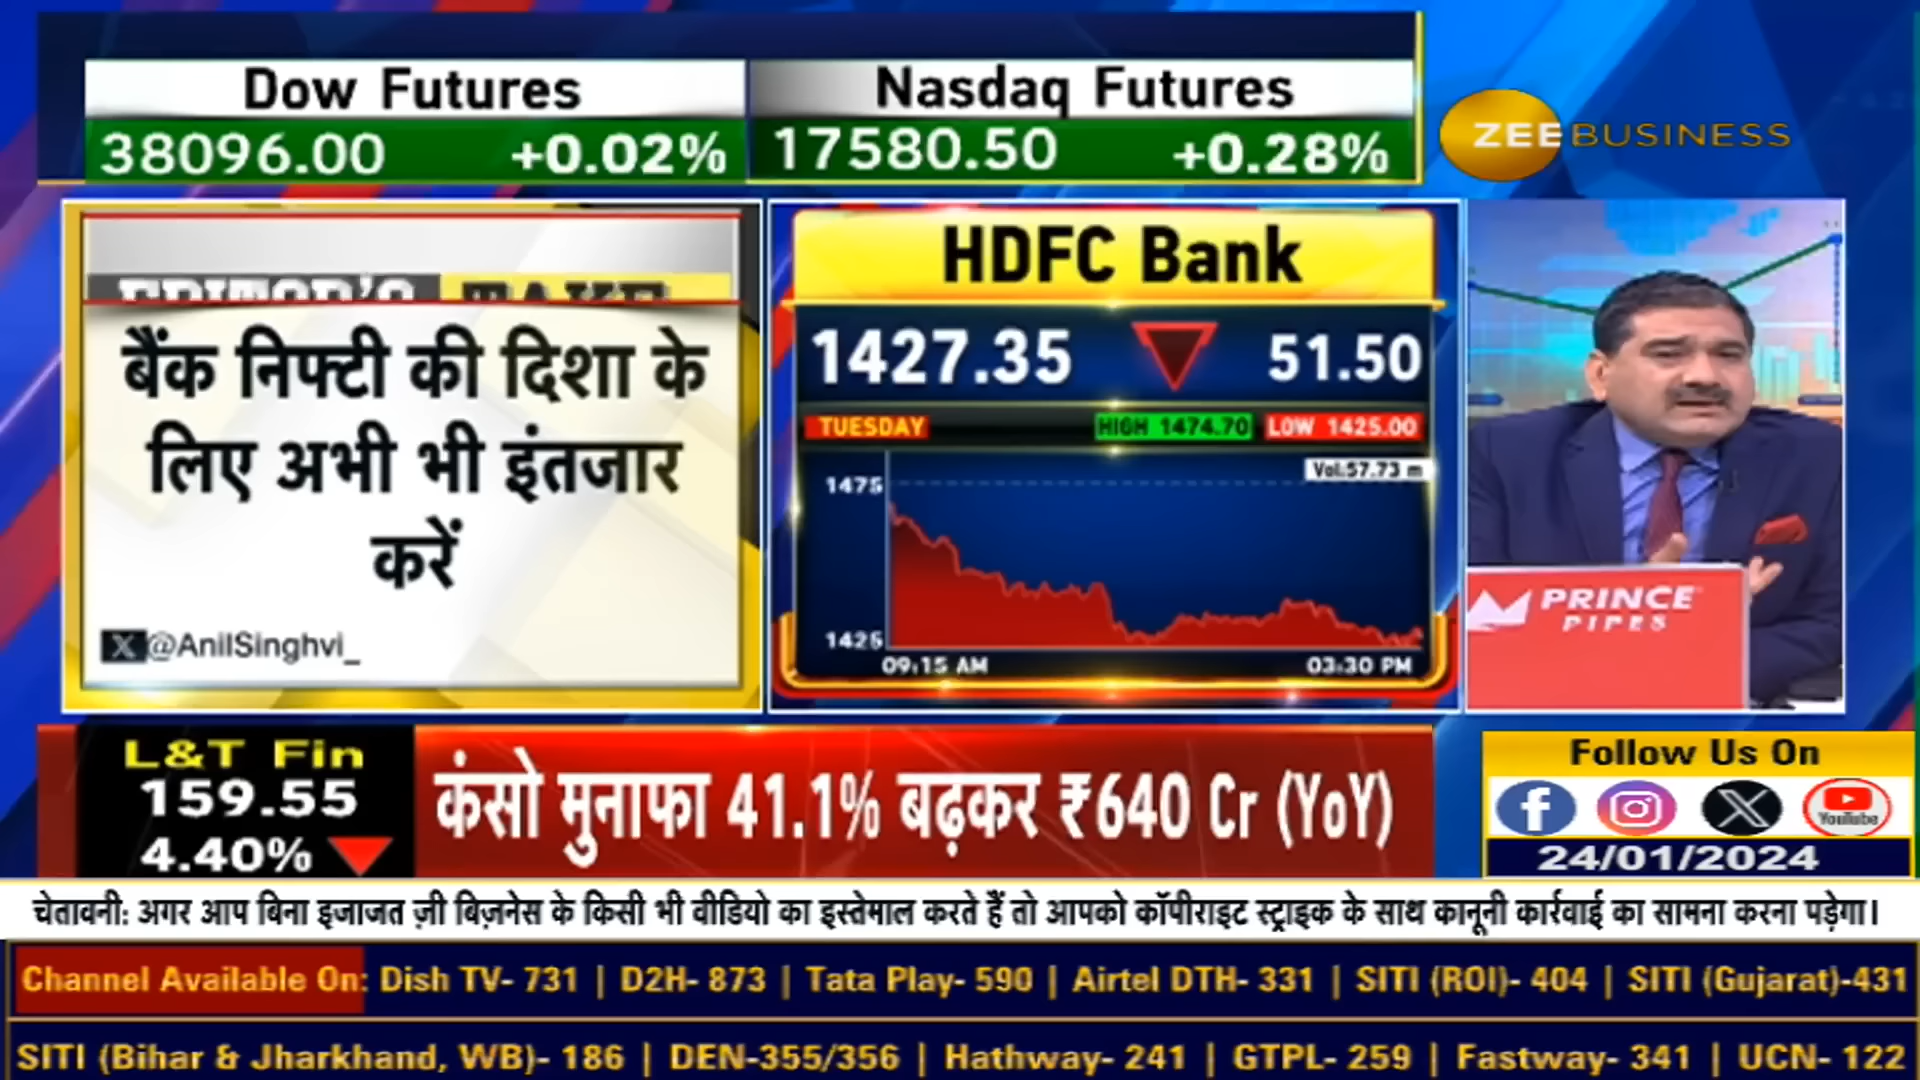 Dow Futures
38096.00 +0.02%
Nasdaq Futures
17580.50 +0.28%
ZEEBUSINESS
EDITOR'S TAKE
बैंक निफ्टी की दिशा के
लिए अभी भी इंतजार
करें
X@AnilSinghvi_
HDFC Bank
1427.35 51.50
TUESDAY HIGH 1474.70 LOW 1425.00
Vol:57.73 m
1475
1425
09:15 AM 03:30 PM
PRINCE
PIPES
L&T Fin
159.55
4.40%
कंसो मुनाफा 41.1% बढ़कर ₹640 Cr (YoY)
Follow Us On
YouTube
24/01/2024
चेतावनी: अगर आप बिना इजाजत ज़ी बिज़नेस के किसी भी वीडियो का इस्तेमाल करते हैं तो आपको कॉपीराइट स्ट्राइक के साथ कानूनी कार्रवाई का सामना करना पड़ेगा।
Channel Available On: Dish TV- 731 | D2H- 873 | Tata Play- 590 | Airtel DTH- 331 | SITI (ROI)- 404 | SITI (Gujarat)-431
SITI (Bihar & Jharkhand, WB)- 186 | DEN-355/356 | Hathway- 241 | GTPL- 259 | Fastway- 341 | UCN- 122